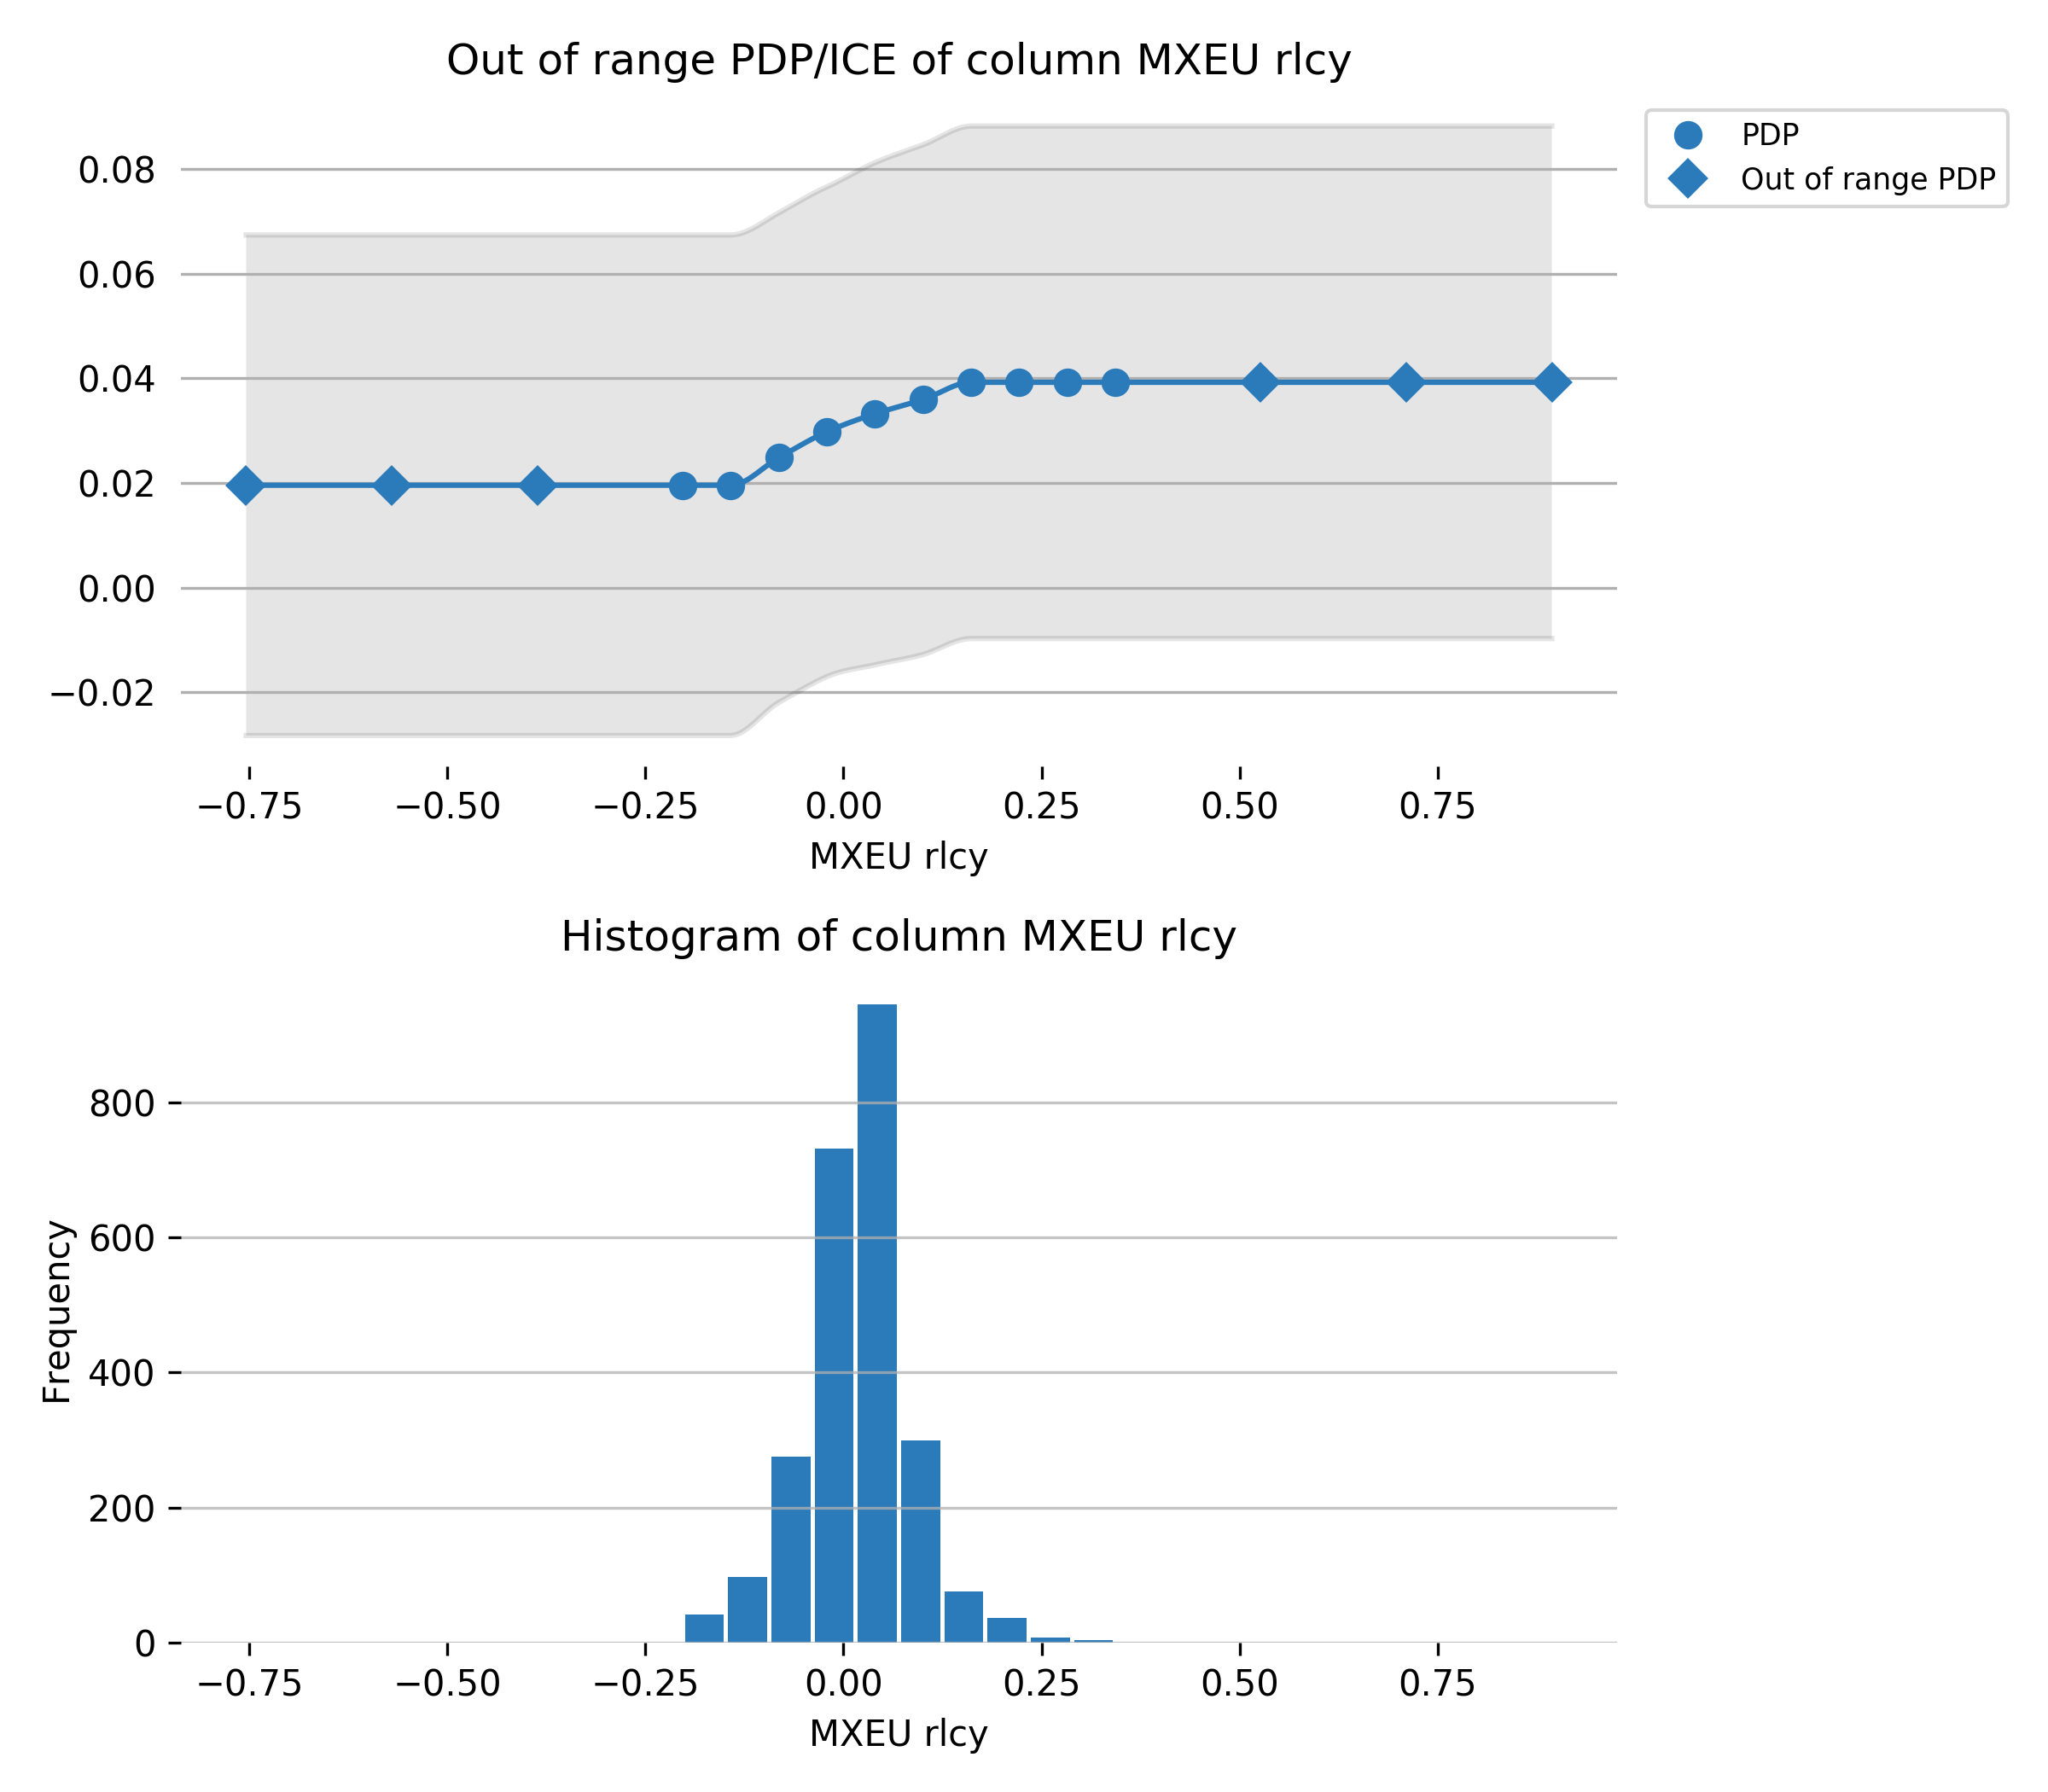 Out of range PDP/ICE of column MXEU rlcy
PDP
Out of range PDP
0.08
0.06
0.04
0.02
0.00
−0.02
−0.75 −0.50 −0.25 0.00 0.25 0.50 0.75
MXEU rlcy
Histogram of column MXEU rlcy
Frequency
800
600
400
200
0
−0.75 −0.50 −0.25 0.00 0.25 0.50 0.75
MXEU rlcy